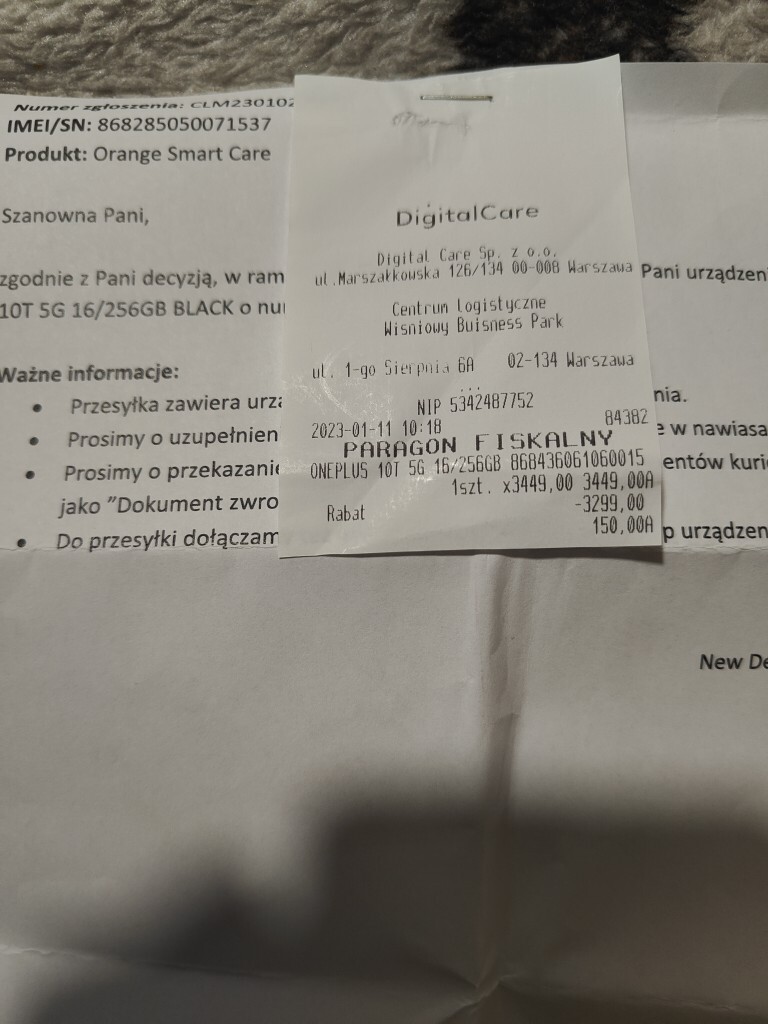 Numer zgłoszenia: CLM230102
IMEI/SN: 868285050071537
Produkt: Orange Smart Care
Szanowna Pani,
zgodnie z Pani decyzją, w ram
Pani urządzeni
10T 5G 16/256GB BLACK o nu
Ważne informacje:
• Przesyłka zawiera urz
nia.
• Prosimy o uzupełnien
e w nawiasa
• Prosimy o przekazanie
entów kuri
jako "Dokument zwro
• Do przesyłki dołączam
p urządzen
New De
DigitalCare
Digital Care Sp. z o.o.
ul.Marszałkowska 126/134 00-008 Warszawa
Centrum Logistyczne
Wisniowy Buisness Park
ul. 1-go Sierpnia 6A 02-134 Warszawa
...
NIP 5342487752
2023-01-11 10:18 84382
PARAGON FISKALNY
ONEPLUS 10T 5G 16/256GB 868436061060015
1szt. x3449,00 3449,00A
Rabat -3299,00
150,00A